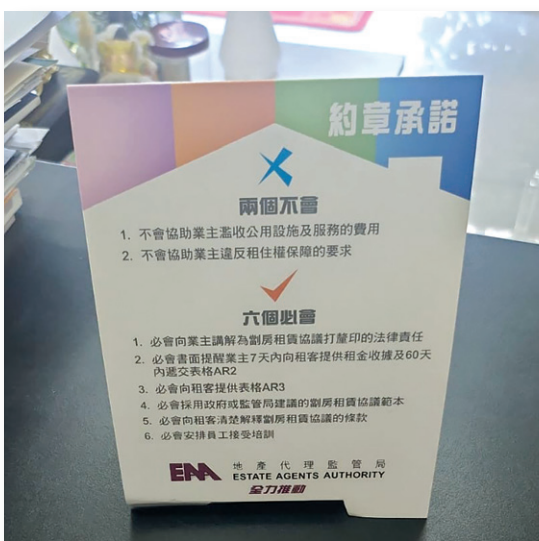 約章承諾
兩個不會
1. 不會協助業主濫收公用設施及服務的費用
2. 不會協助業主違反租住權保障的要求
六個必會
1. 必會向業主講解為劏房租賃協議打釐印的法律責任
2. 必會書面提醒業主7天內向租客提供租金收據及60天
內遞交表格AR2
3. 必會向租客提供表格AR3
4. 必會採用政府或監管局建議的劏房租賃協議範本
5. 必會向租客清楚解釋劏房租賃協議的條款
6. 必會安排員工接受培訓
EAA 地產代理監管局
ESTATE AGENTS AUTHORITY
全力推動